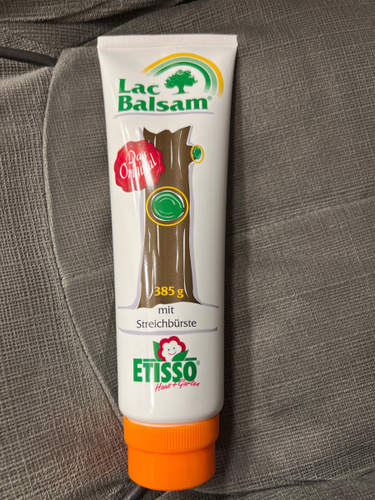 Lac
Balsam®
Das
Original
385 g
mit
Streichbürste
ETISSO®
Haus + Garten